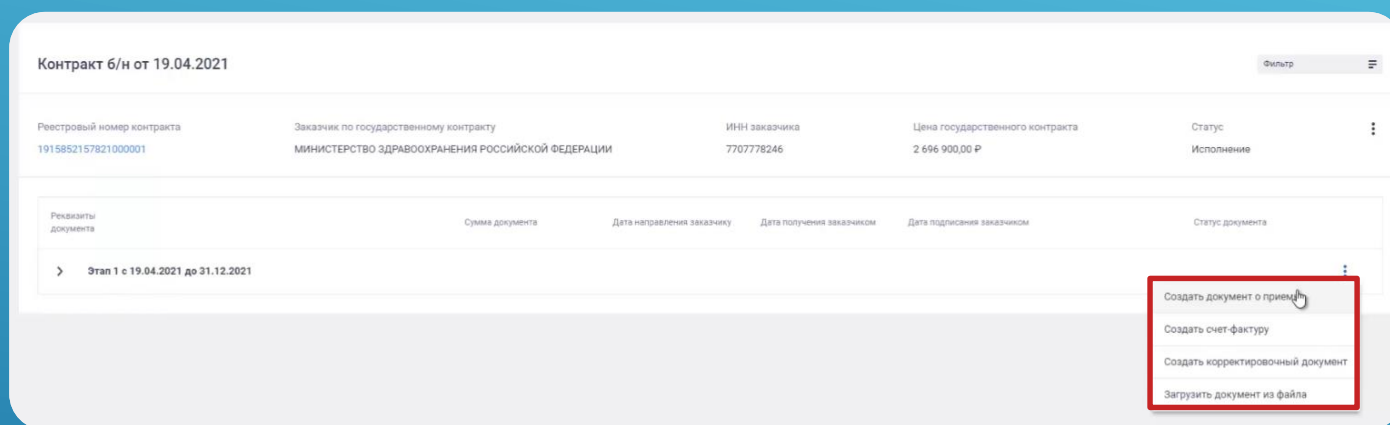 Контракт б/н от 19.04.2021
Фильтр
Реестровый номер контракта Заказчик по государственному контракту ИНН заказчика Цена государственного контракта Статус
1915852157821000001 МИНИСТЕРСТВО ЗДРАВООХРАНЕНИЯ РОССИЙСКОЙ ФЕДЕРАЦИИ 7707778246 2 696 900,00 ₽ Исполнение
Реквизиты
документа
Сумма документа Дата направления заказчику Дата получения заказчиком Дата подписания заказчиком Статус документа
Этап 1 с 19.04.2021 до 31.12.2021
Создать документ о
Создать счет-фактуру
Создать корректировочный документ
Загрузить документ из файла